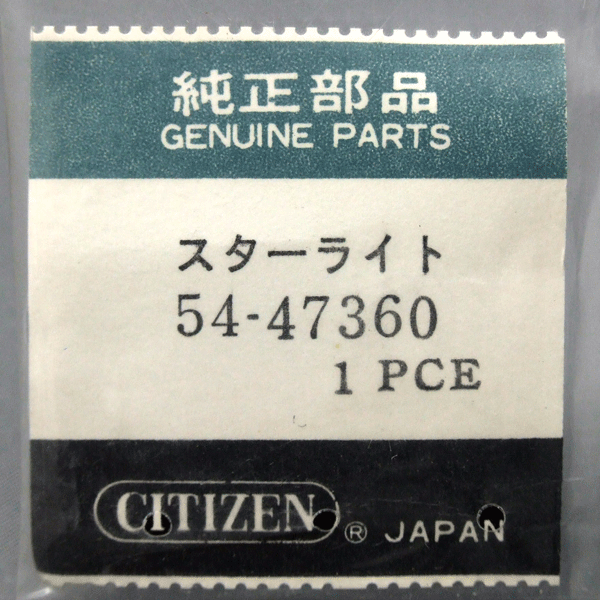 純正部品
GENUINE PARTS
スターライト
54-47360
1 PCE
CITIZEN ® JAPAN